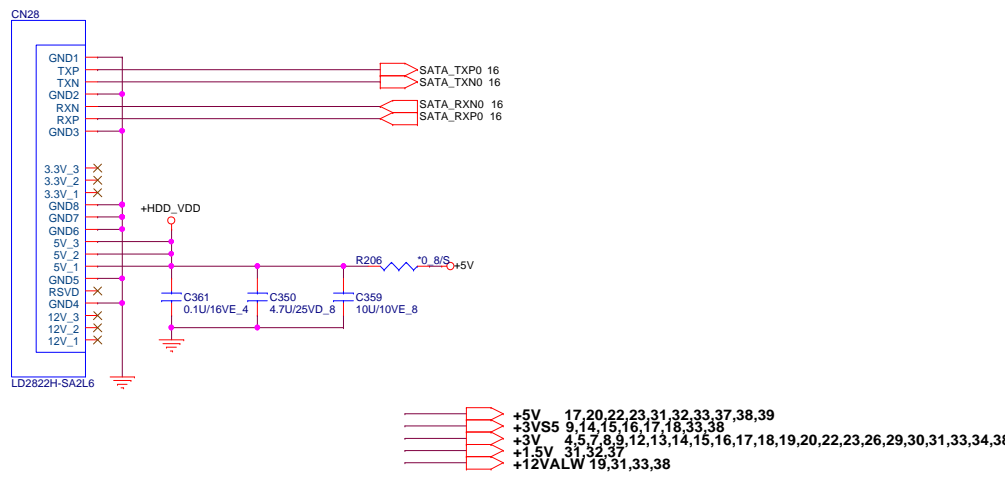 CN28
GND1
TXP
TXN
GND2
RXN
RXP
GND3
SATA_TXP0 16
SATA_TXN0 16
SATA_RXN0 16
SATA_RXP0 16
3.3V_3
3.3V_2
3.3V_1
GND8
GND7
GND6
5V_3
5V_2
5V_1
GND5
RSVD
GND4
12V_3
12V_2
12V_1
LD2822H-SA2L6
+HDD_VDD
R206
*0_8/S
+5V
C361
0.1U/16VE_4
C350
4.7U/25VD_8
C359
10U/10VE_8
+5V 17,20,22,23,31,32,33,37,38,39
+3VS5 9,14,15,16,17,18,33,38
+3V 4,5,7,8,9,12,13,14,15,16,17,18,19,20,22,23,26,29,30,31,33,34,38
+1.5V 31,32,37
+12VALW 19,31,33,38